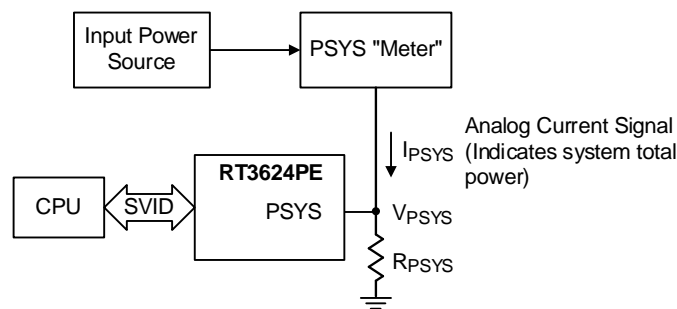 Input Power
Source
PSYS "Meter"
Analog Current Signal
(Indicates system total
power)
IPSYS
RT3624PE
CPU
SVID
PSYS
VPSYS
RPSYS